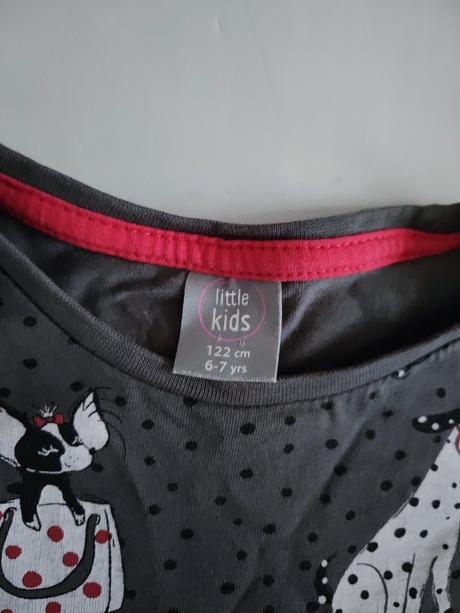 little
kids
122 cm
6-7 yrs